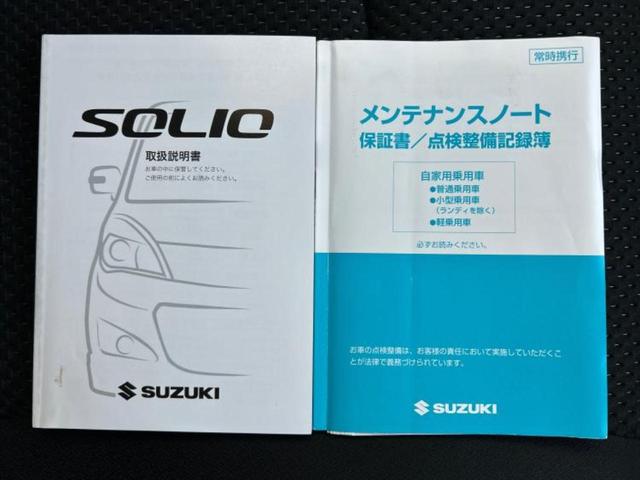 SOLIO
取扱説明書
お車の中に保管してください。
ご使用の前によくお読みください。
SUZUKI
常時携行
メンテナンスノート
保証書／点検整備記録簿
自家用乗用車
●普通乗用車
●小型乗用車
（ランディを除く）
●軽乗用車
必ずお読みください。
お車の点検整備は、お客様の責任において実施していただくこ
とが法律で義務づけられています。
SUZUKI